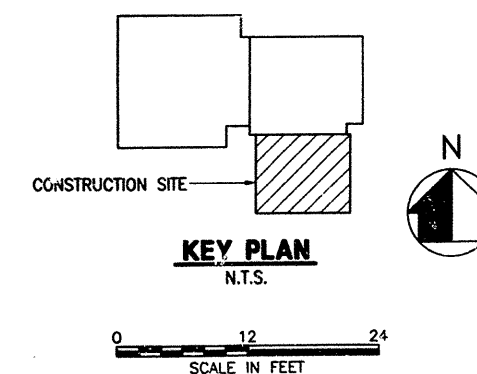 N
CONSTRUCTION SITE
KEY PLAN
N.T.S.
0 12 24
SCALE IN FEET